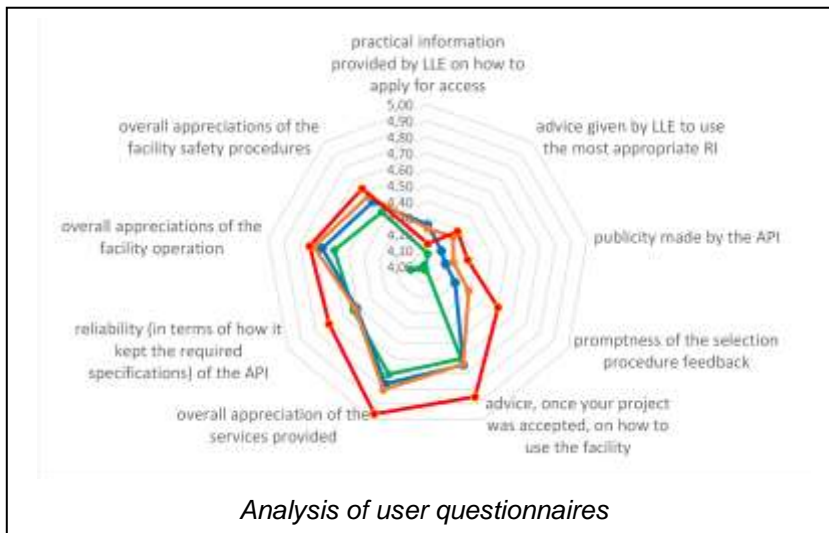 practical information
provided by LLE on how to
apply for access
5,00
4,90
4,80
4,70
4,60
4,50
4,40
4,30
4,20
4,10
4,00
advice given by LLE to use
the most appropriate RI
publicity made by the API
promptness of the selection
procedure feedback
advice, once your project
was accepted, on how to
use the facility
overall appreciation of the
services provided
reliability (in terms of how it
kept the required
specifications) of the API
overall appreciations of the
facility operation
overall appreciations of the
facility safety procedures
Analysis of user questionnaires